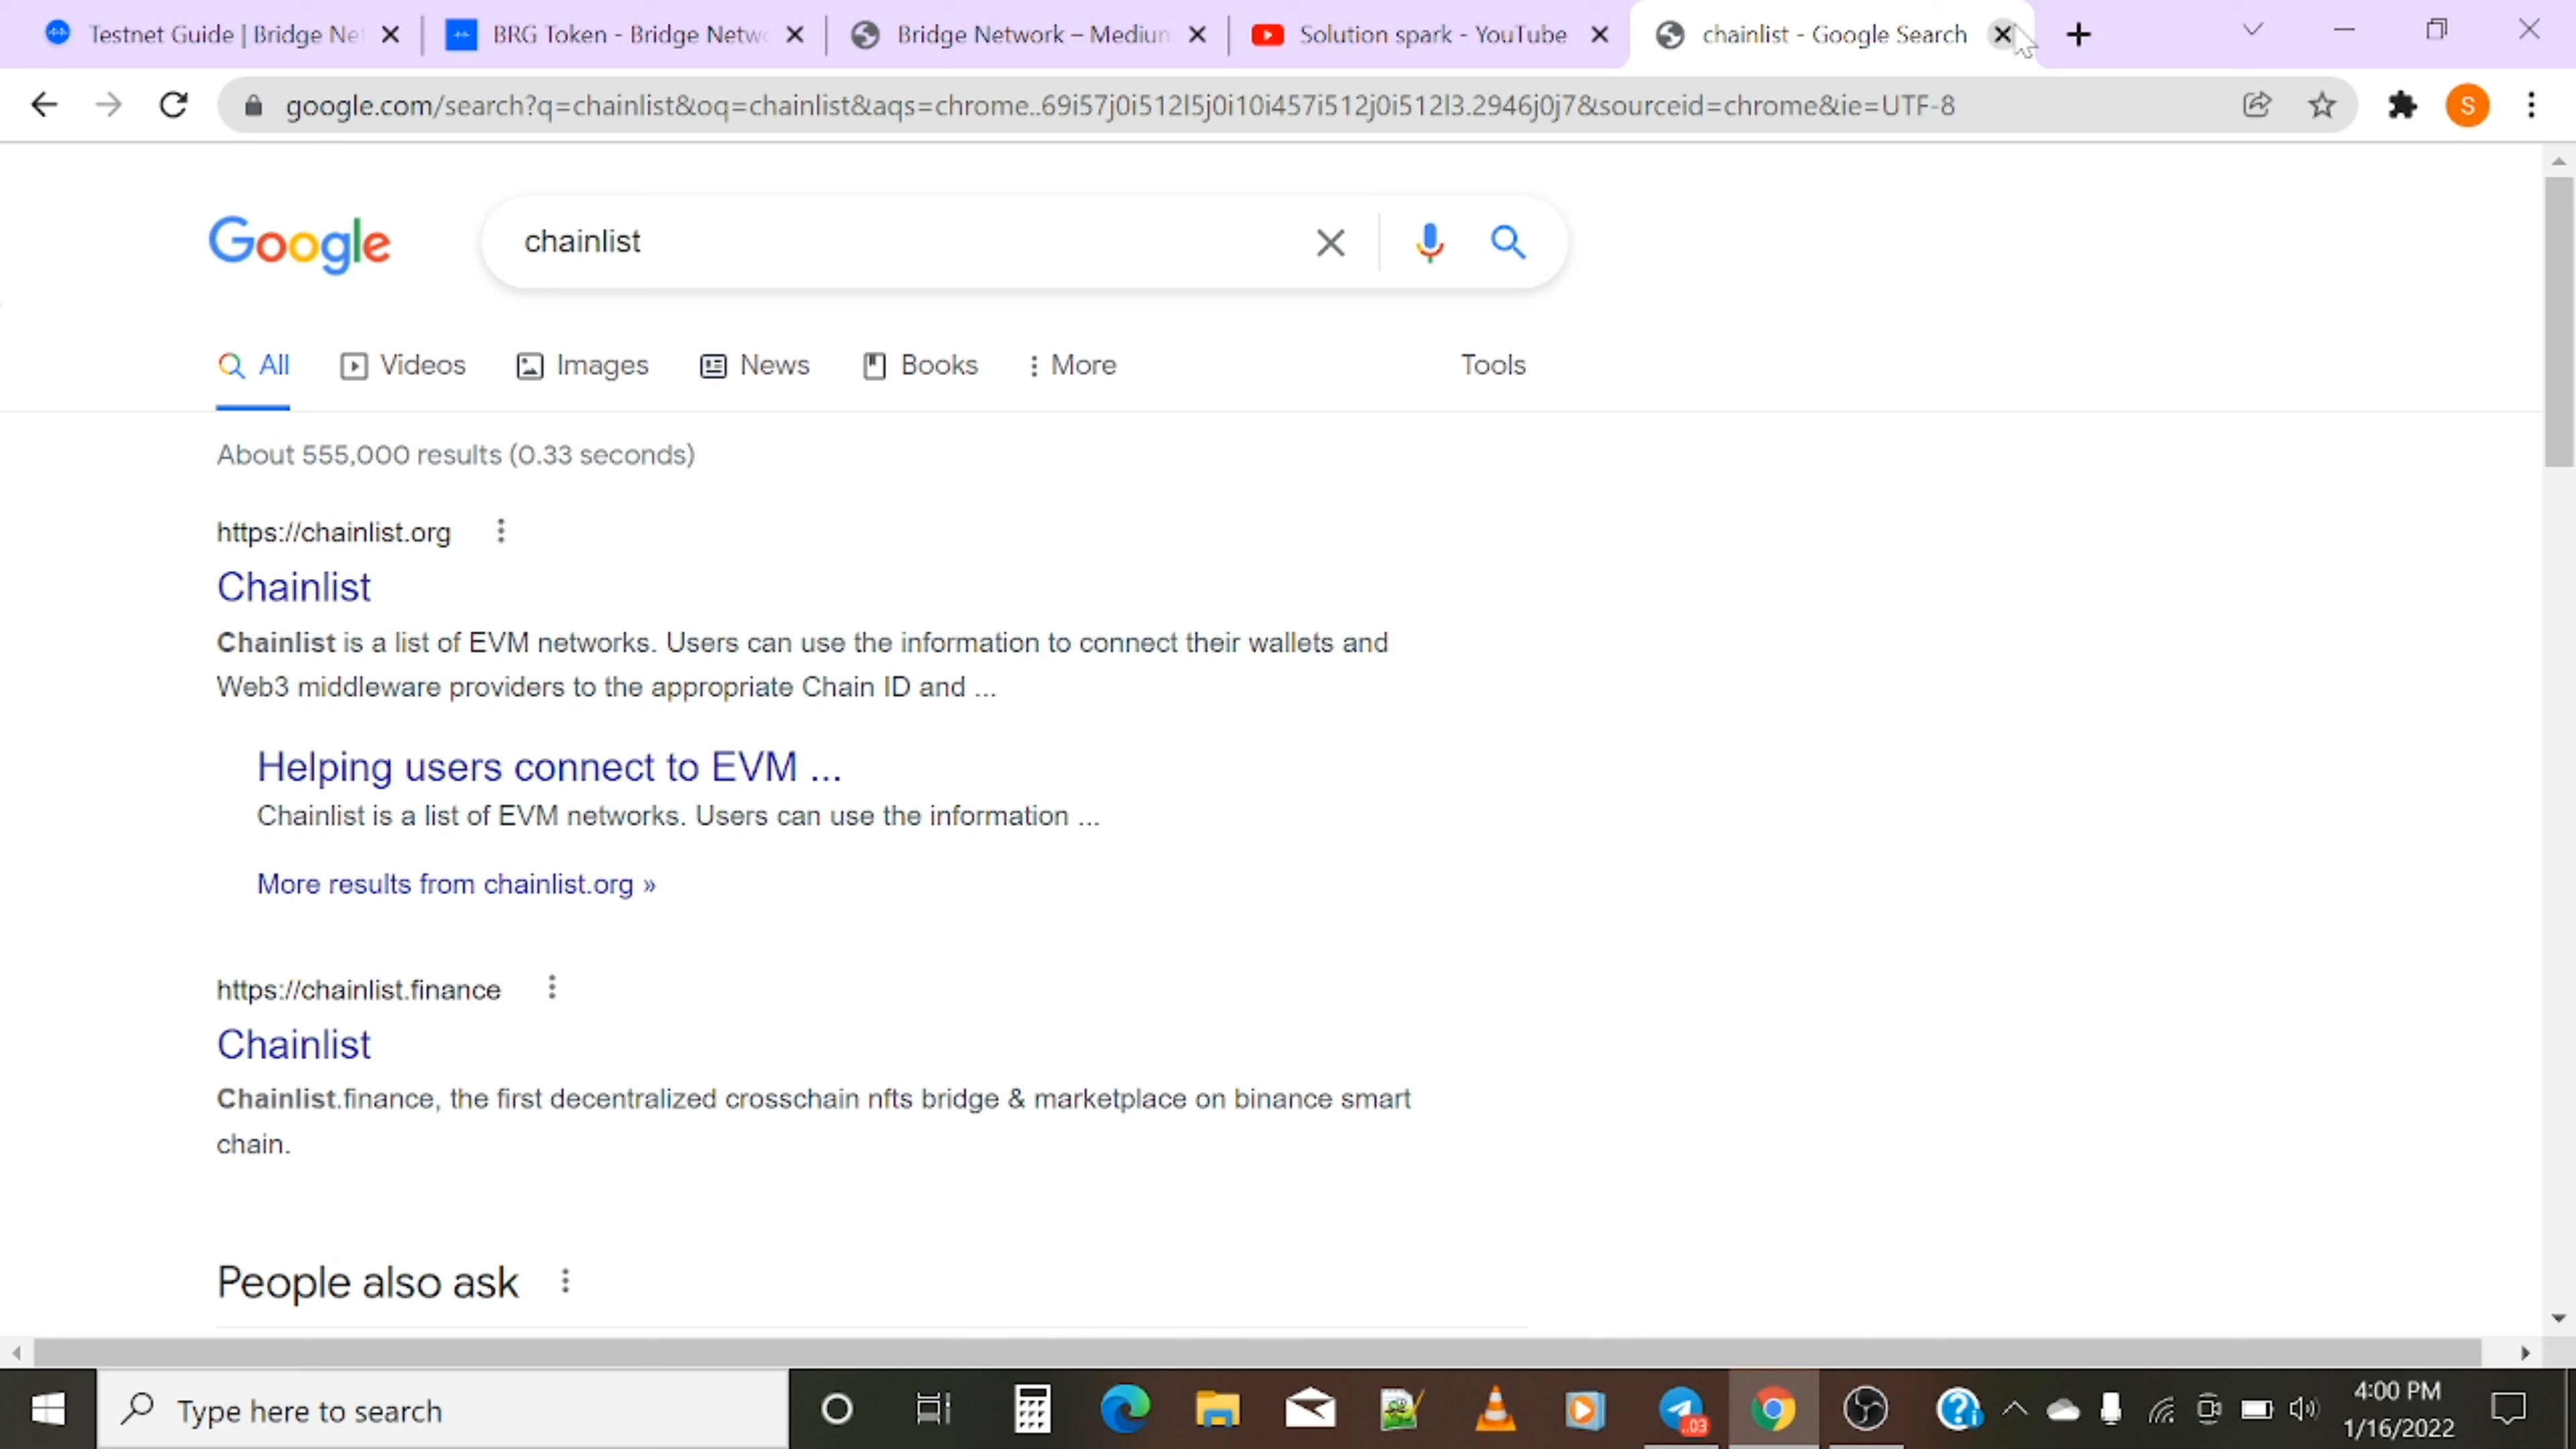 Testnet Guide | Bridge Net
BRG Token - Bridge Netw
Bridge Network – Medium
Solution spark - YouTube
chainlist - Google Search
google.com/search?q=chainlist&oq=chainlist&aqs=chrome..69i57j0i512l5j0i10i457i512j0i512l3.2946j0j7&sourceid=chrome&ie=UTF-8
S
Google
chainlist
All
Videos
Images
News
Books
More
Tools
About 555,000 results (0.33 seconds)
https://chainlist.org
Chainlist
Chainlist is a list of EVM networks. Users can use the information to connect their wallets and
Web3 middleware providers to the appropriate Chain ID and ...
Helping users connect to EVM ...
Chainlist is a list of EVM networks. Users can use the information ...
More results from chainlist.org »
https://chainlist.finance
Chainlist
Chainlist.finance, the first decentralized crosschain nfts bridge & marketplace on binance smart
chain.
People also ask
Type here to search
..03
4:00 PM
1/16/2022